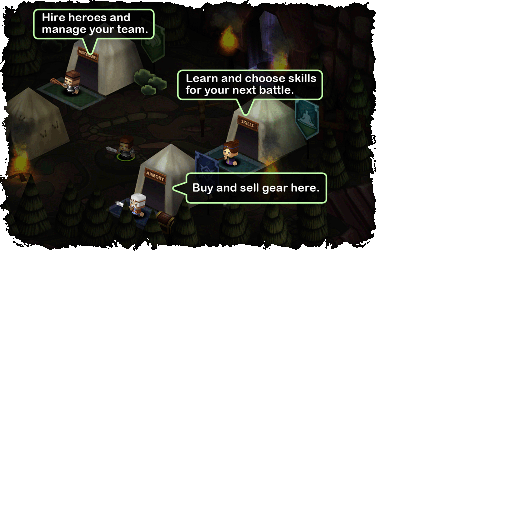 Hire heroes and
manage your team.
Learn and choose skills
for your next battle.
Buy and sell gear here.